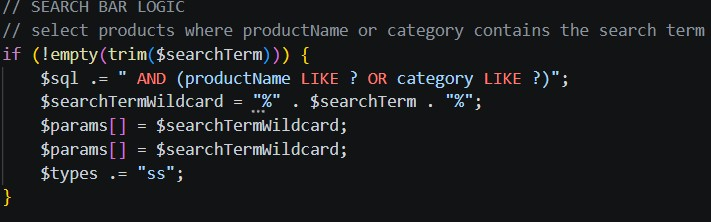 // SEARCH BAR LOGIC
// select products where productName or category contains the search term
if (!empty(trim($searchTerm))) {
    $sql .= " AND (productName LIKE ? OR category LIKE ?)";
    $searchTermWildcard = "%" . $searchTerm . "%";
    $params[] = $searchTermWildcard;
    $params[] = $searchTermWildcard;
    $types .= "ss";
}